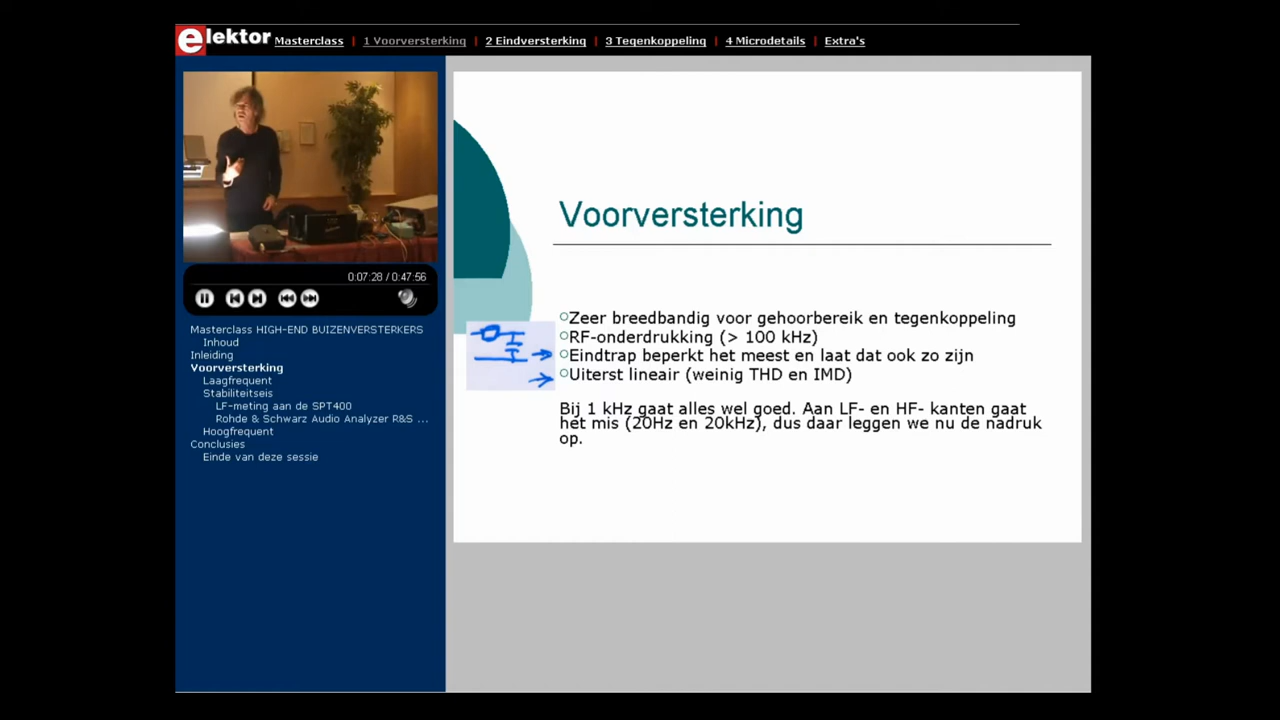 elektor Masterclass | 1 Voorversterking | 2 Eindversterking | 3 Tegenkoppeling | 4 Microdetails | Extra's
0:07:28 / 0:47:56
Masterclass HIGH-END BUIZENVERSTERKERS
Inhoud
Inleiding
Voorversterking
Laagfrequent
Stabiliteitseis
LF-meting aan de SPT400
Rohde & Schwarz Audio Analyzer R&S ...
Hoogfrequent
Conclusies
Einde van deze sessie
Voorversterking
Zeer breedbandig voor gehoorbereik en tegenkoppeling
RF-onderdrukking (> 100 kHz)
Eindtrap beperkt het meest en laat dat ook zo zijn
Uiterst lineair (weinig THD en IMD)
Bij 1 kHz gaat alles wel goed. Aan LF- en HF- kanten gaat
het mis (20Hz en 20kHz), dus daar leggen we nu de nadruk
op.